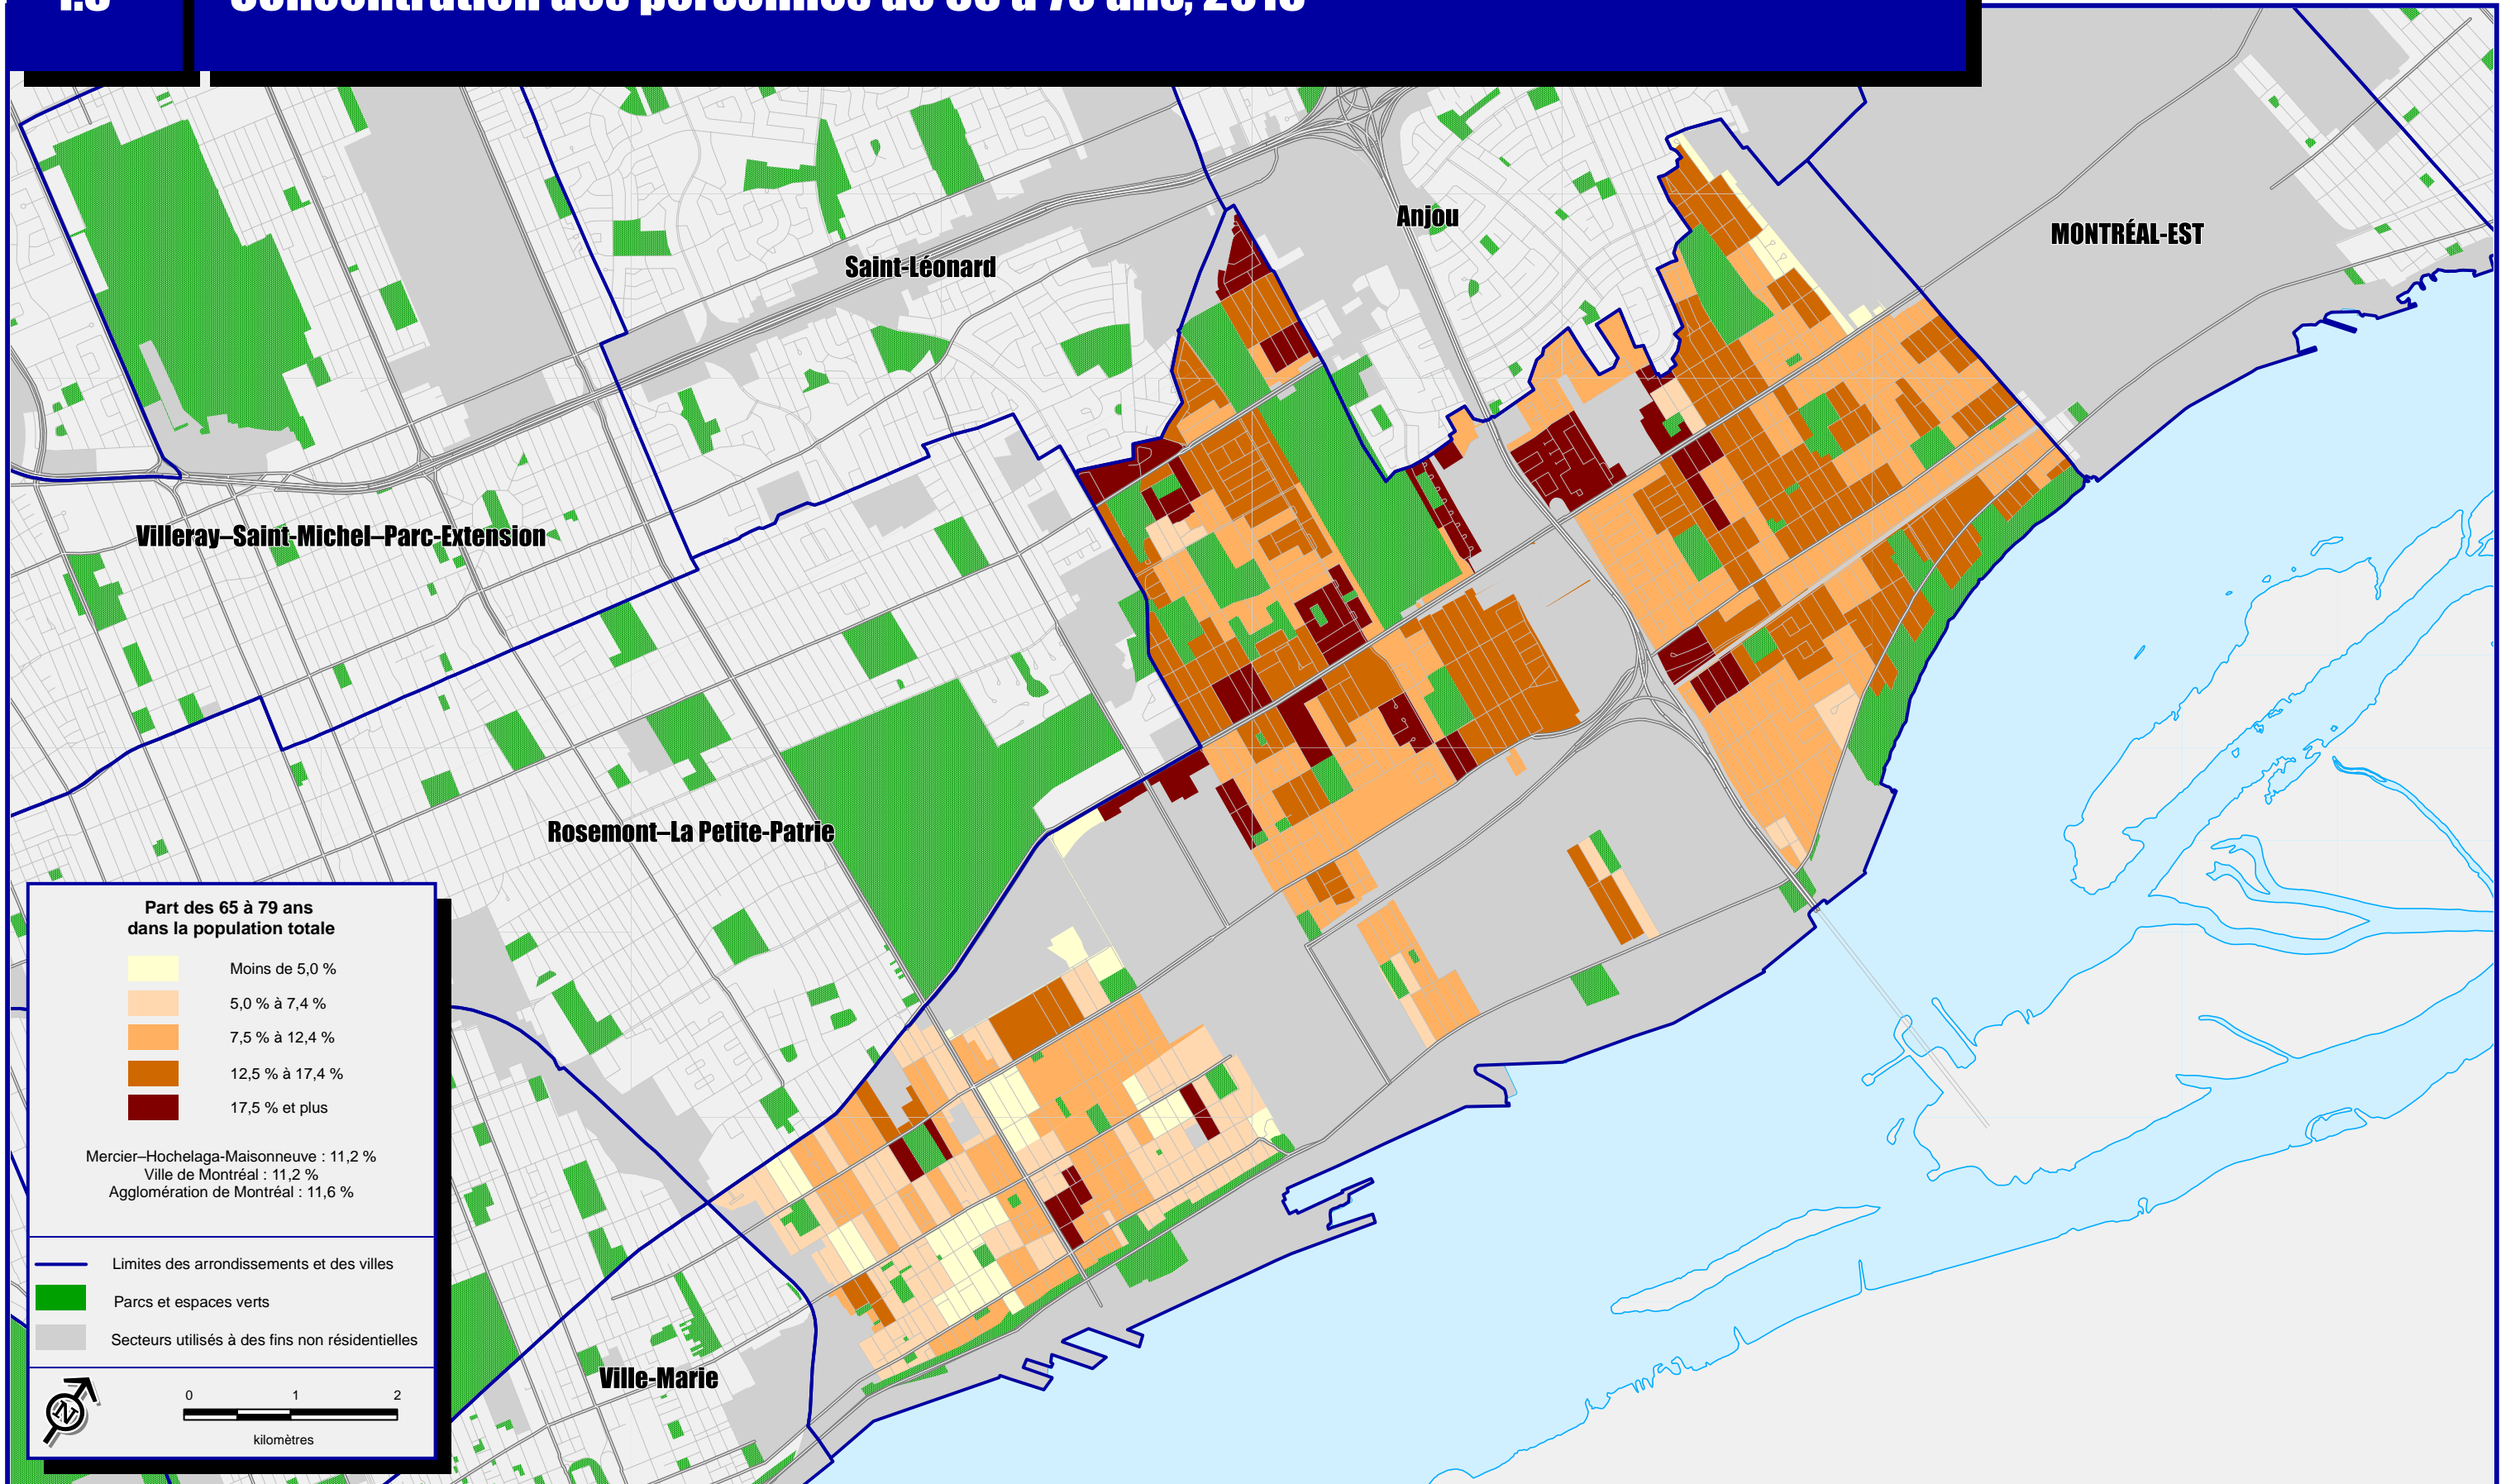 Anjou
MONTRÉAL-EST
Saint-Léonard
Villeray–Saint-Michel–Parc-Extension
Rosemont–La Petite-Patrie
Ville-Marie
Part des 65 à 79 ans
dans la population totale
Moins de 5,0 %
5,0 % à 7,4 %
7,5 % à 12,4 %
12,5 % à 17,4 %
17,5 % et plus
Mercier–Hochelaga-Maisonneuve : 11,2 %
Ville de Montréal : 11,2 %
Agglomération de Montréal : 11,6 %
Limites des arrondissements et des villes
Parcs et espaces verts
Secteurs utilisés à des fins non résidentielles
N
0 1 2
kilomètres